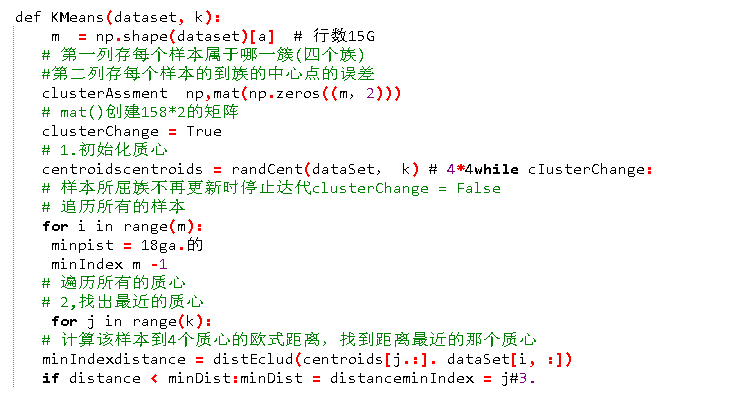 def KMeans(dataset, k):
m  = np.shape(dataset)[a]  # 行数15G
# 第一列存每个样本属于哪一簇(四个族)
#第二列存每个样本的到族的中心点的误差
clusterAssment  np,mat(np.zeros((m，2)))
# mat()创建158*2的矩阵
clusterChange = True
# 1.初始化质心
centroidscentroids = randCent(dataSet， k) # 4*4while cIusterChange:
# 样本所屈族不再更新时停止达代clusterChange = False
# 追历所有的样本
for i in range(m):
minpist = 18ga.的
minIndex m -1
# 遍历所有的质心
# 2,找出最近的质心
for j in range(k):
# 计算该样本到4个质心的欧式距离，找到距离最近的那个质心
minIndexdistance = distEclud(centroids[j.:]. dataSet[i, :])
if distance < minDist:minDist = distanceminIndex = j#3.